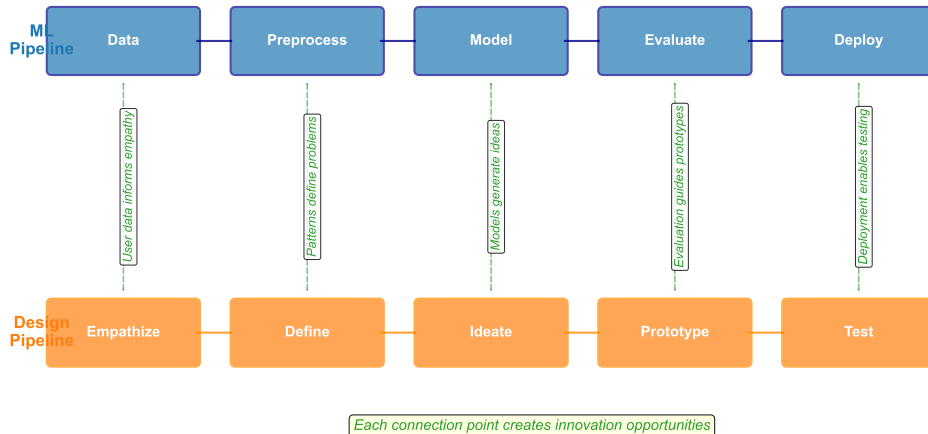 ML
Pipeline
Data
Preprocess
Model
Evaluate
Deploy
User data informs empathy
Patterns define problems
Models generate ideas
Evaluation guides prototypes
Deployment enables testing
Design
Pipeline
Empathize
Define
Ideate
Prototype
Test
Each connection point creates innovation opportunities